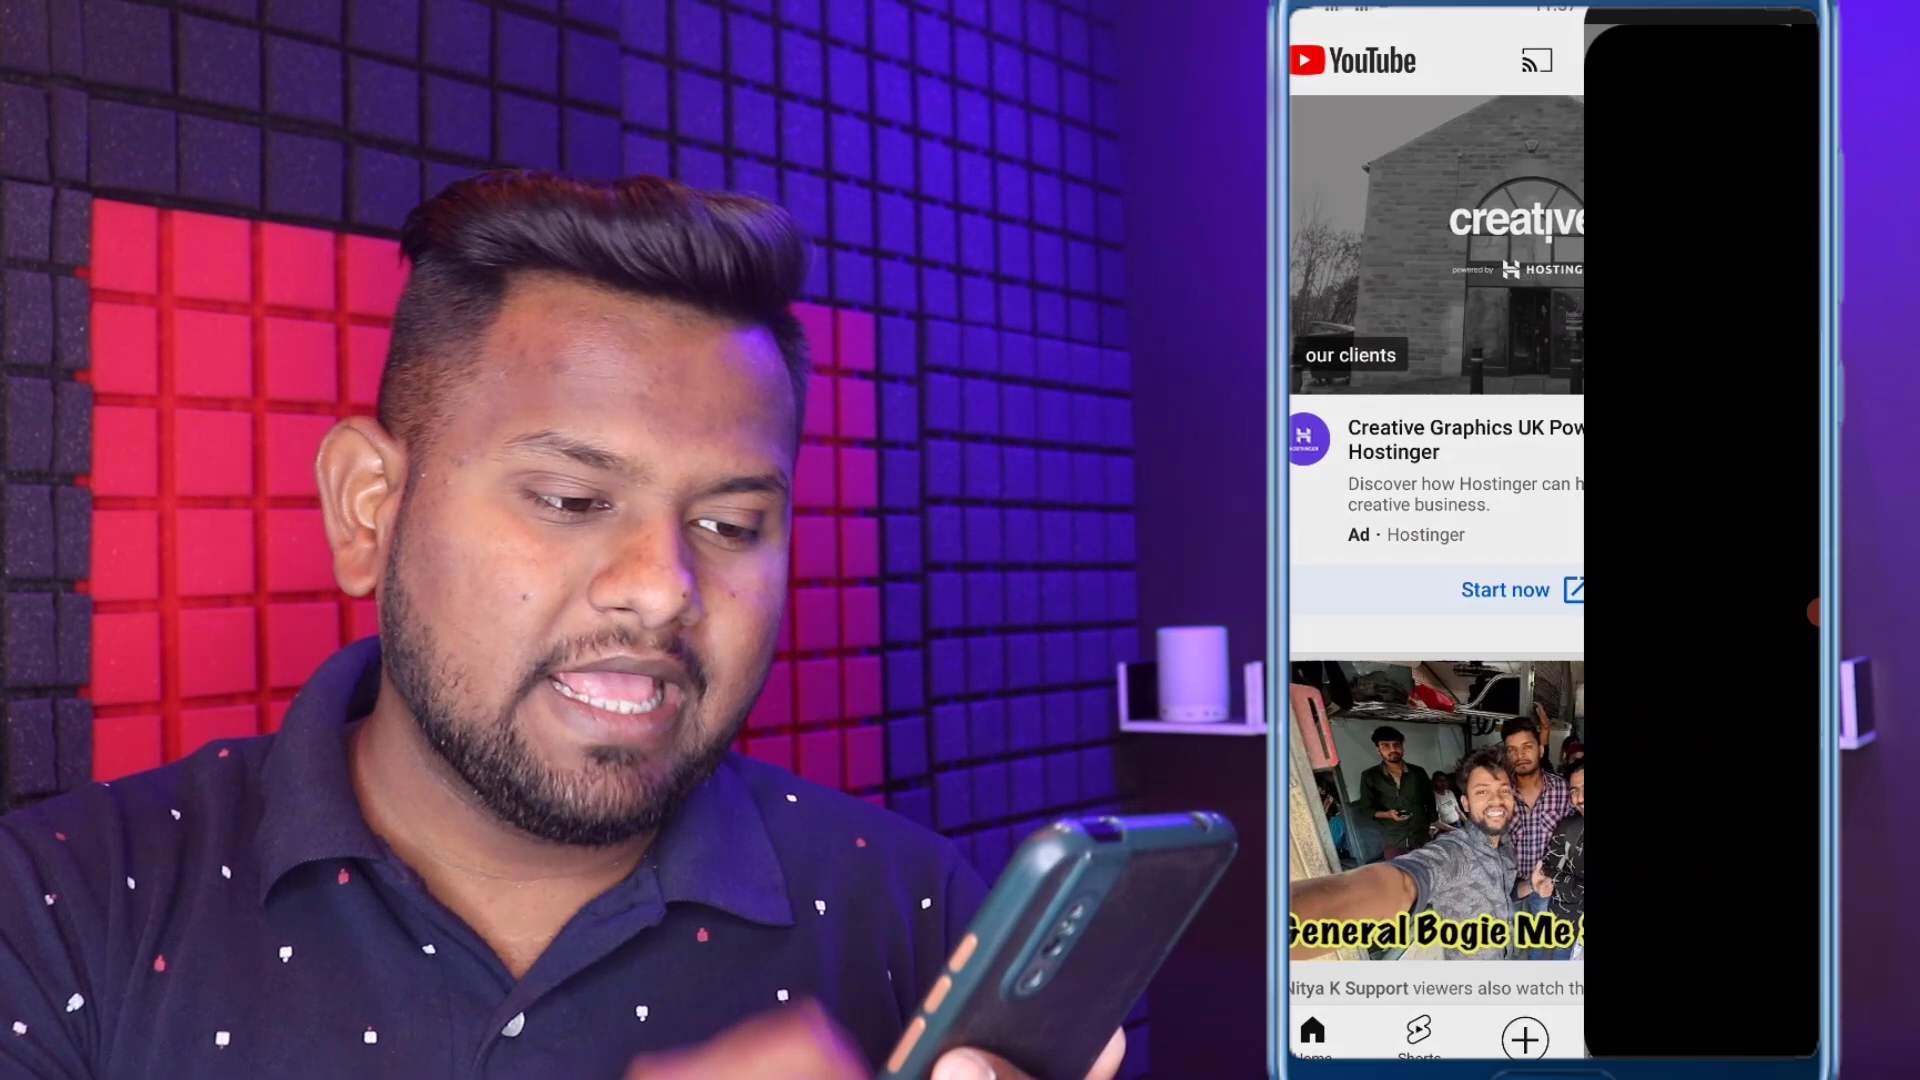 YouTube
creative
powered by HOSTING
our clients
Creative Graphics UK Pow
Hostinger
Discover how Hostinger can h
creative business.
Ad · Hostinger
Start now
General Bogie Me
Nitya K Support viewers also watch th
Home
Shorts